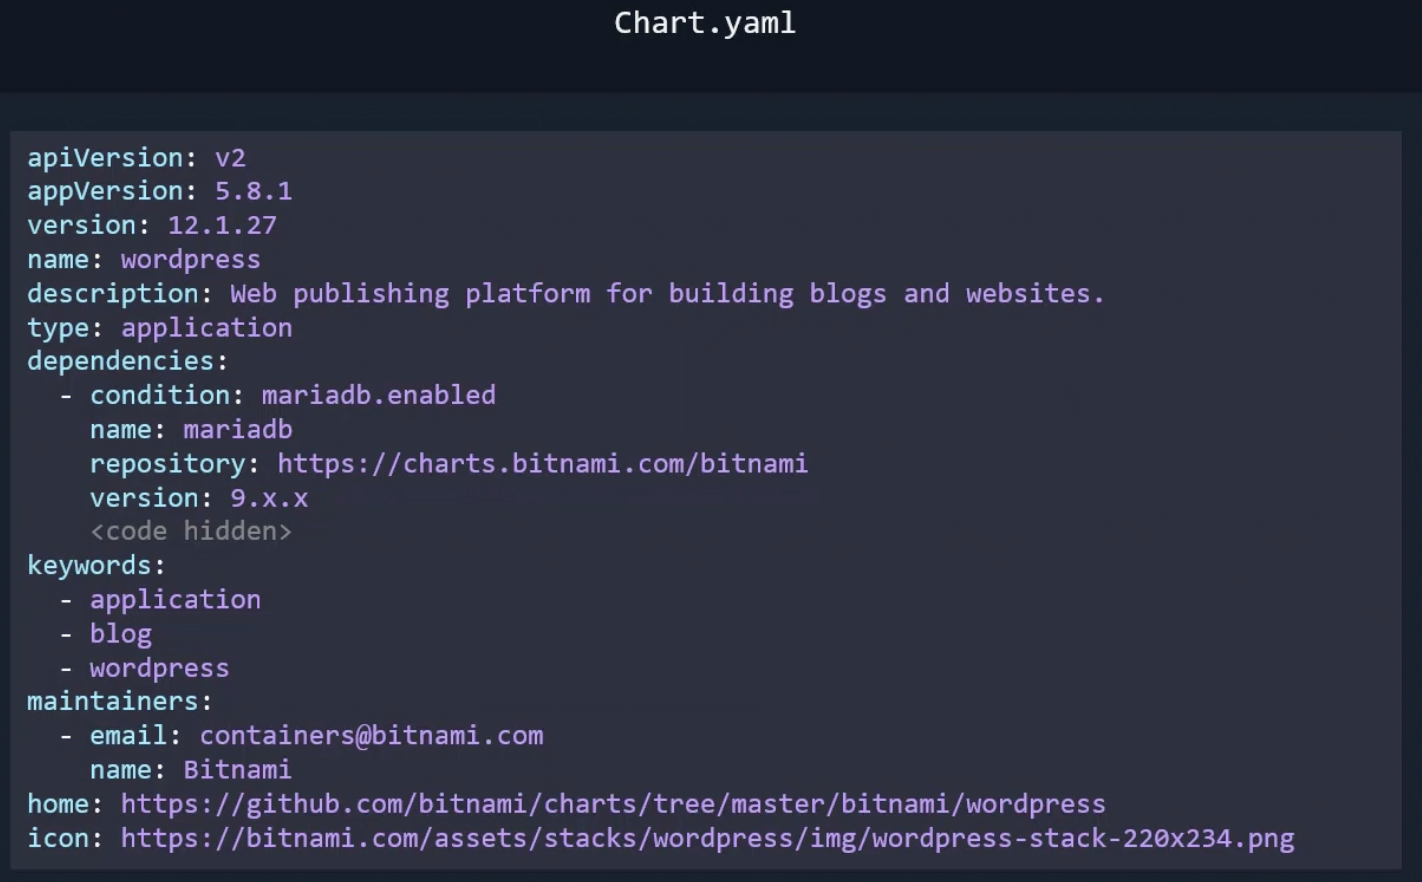 Chart.yaml
apiVersion: v2
appVersion: 5.8.1
version: 12.1.27
name: wordpress
description: Web publishing platform for building blogs and websites.
type: application
dependencies:
  - condition: mariadb.enabled
    name: mariadb
    repository: https://charts.bitnami.com/bitnami
    version: 9.x.x
    <code hidden>
keywords:
  - application
  - blog
  - wordpress
maintainers:
  - email: containers@bitnami.com
    name: Bitnami
home: https://github.com/bitnami/charts/tree/master/bitnami/wordpress
icon: https://bitnami.com/assets/stacks/wordpress/img/wordpress-stack-220x234.png